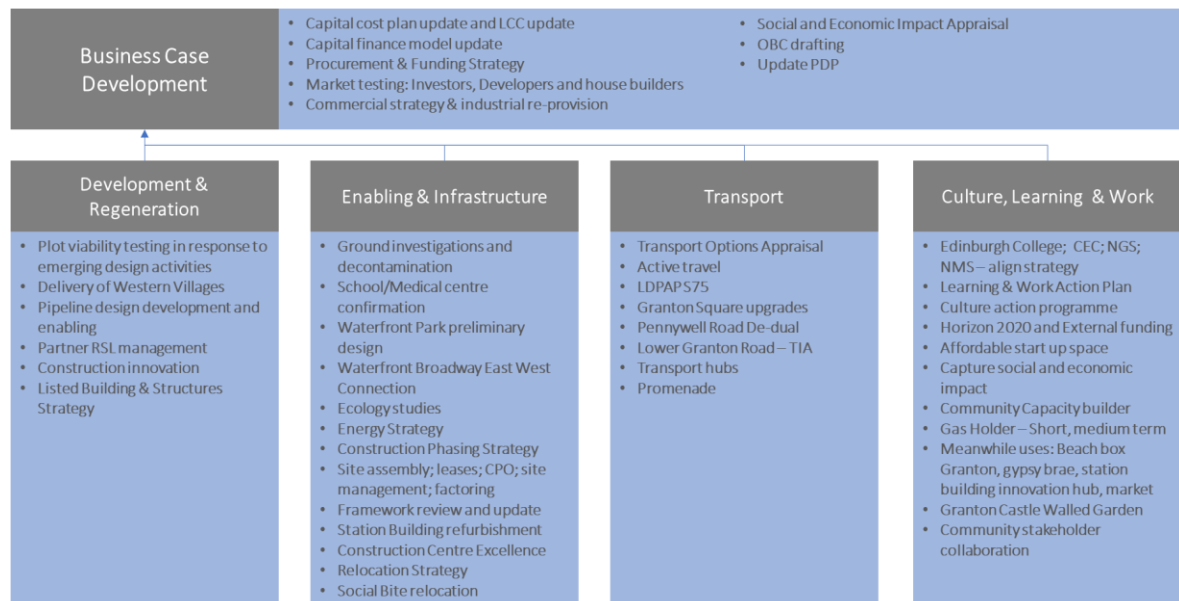 Business Case
Development
• Capital cost plan update and LCC update
• Capital finance model update
• Procurement & Funding Strategy
• Market testing: Investors, Developers and house builders
• Commercial strategy & industrial re-provision
• Social and Economic Impact Appraisal
• OBC drafting
• Update PDP
Development &
Regeneration
• Plot viability testing in response to
emerging design activities
• Delivery of Western Villages
• Pipeline design development and
enabling
• Partner RSL management
• Construction innovation
• Listed Building & Structures
Strategy
Enabling & Infrastructure
• Ground investigations and
decontamination
• School/Medical centre
confirmation
• Waterfront Park preliminary
design
• Waterfront Broadway East West
Connection
• Ecology studies
• Energy Strategy
• Construction Phasing Strategy
• Site assembly; leases; CPO; site
management; factoring
• Framework review and update
• Station Building refurbishment
• Construction Centre Excellence
• Relocation Strategy
• Social Bite relocation
Transport
• Transport Options Appraisal
• Active travel
• LDPAP S75
• Granton Square upgrades
• Pennywell Road De-dual
• Lower Granton Road – TIA
• Transport hubs
• Promenade
Culture, Learning & Work
• Edinburgh College; CEC; NGS;
NMS – align strategy
• Learning & Work Action Plan
• Culture action programme
• Horizon 2020 and External funding
• Affordable start up space
• Capture social and economic
impact
• Community Capacity builder
• Gas Holder – Short, medium term
• Meanwhile uses: Beach box
Granton, gypsy brae, station
building innovation hub, market
• Granton Castle Walled Garden
• Community stakeholder
collaboration